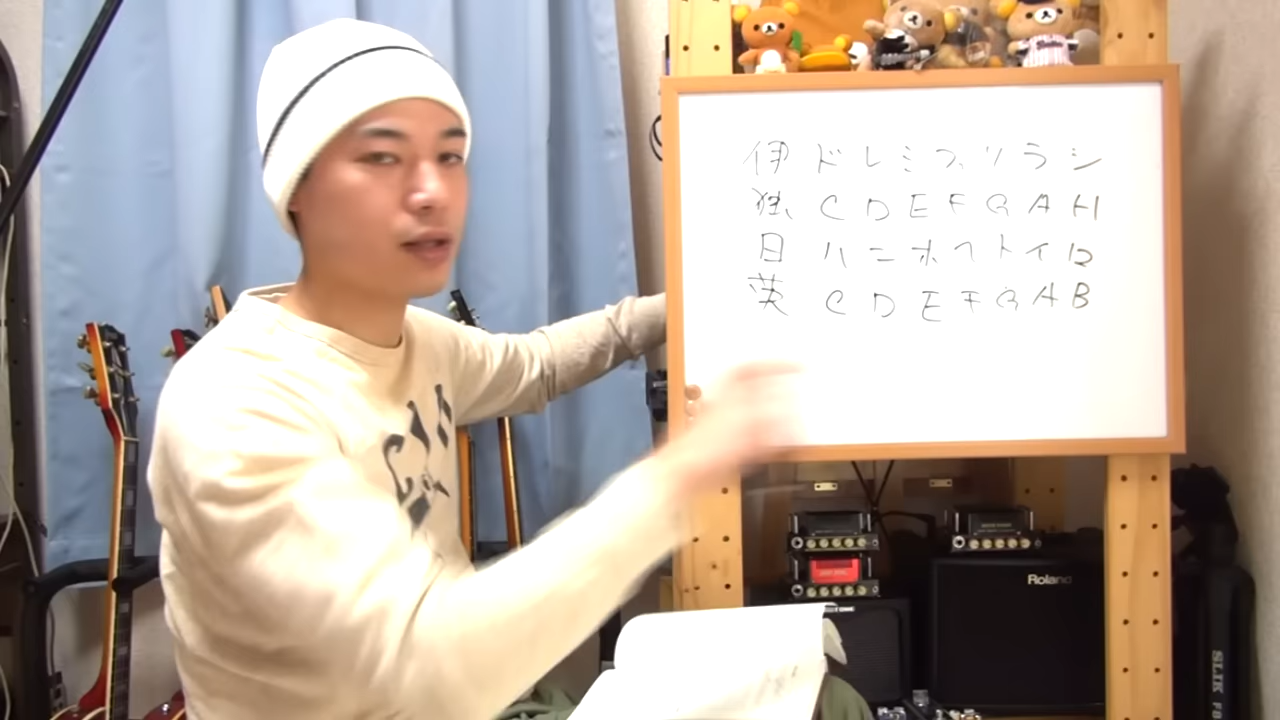 伊 ドレミファソラシ
独 C D E F G A H
日 ハニホヘトイロ
英 C D E F G A B
Roland
SLIK